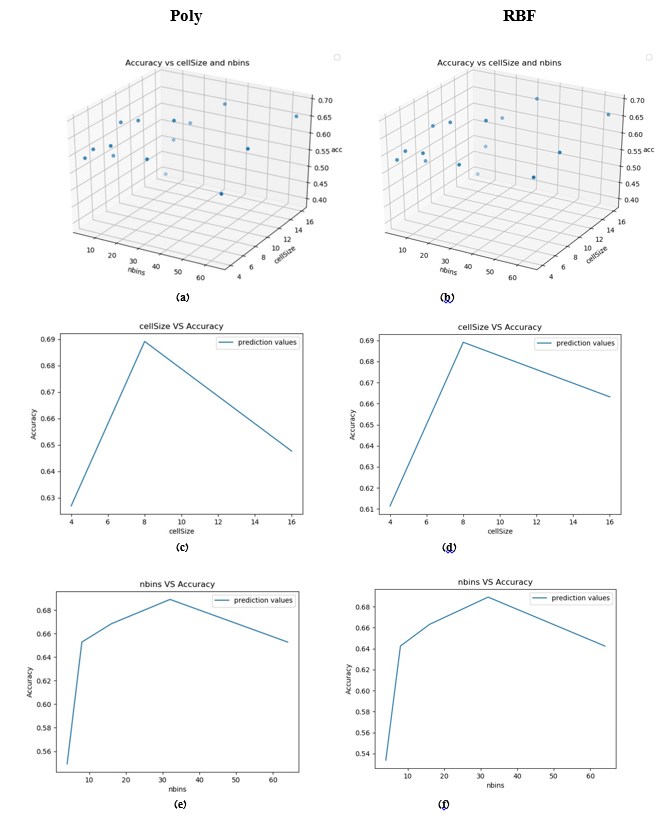 Poly RBF
Accuracy vs cellSize and nbins
0.70
0.65
0.60
0.55 acc
0.50
0.45
0.40
10 20 30 40 50 60
nbins
4 6 8 10 12 14 16
cellSize
(a)
Accuracy vs cellSize and nbins
0.70
0.65
0.60
0.55 acc
0.50
0.45
0.40
10 20 30 40 50 60
nbins
4 6 8 10 12 14 16
cellSize
(b)
cellSize VS Accuracy
prediction values
0.69
0.68
0.67
0.66
0.65
0.64
0.63
Accuracy
4 6 8 10 12 14 16
cellSize
(c)
cellSize VS Accuracy
prediction values
0.69
0.68
0.67
0.66
0.65
0.64
0.63
0.62
0.61
Accuracy
4 6 8 10 12 14 16
cellSize
(d)
nbins VS Accuracy
prediction values
0.68
0.66
0.64
0.62
0.60
0.58
0.56
Accuracy
10 20 30 40 50 60
nbins
(e)
nbins VS Accuracy
prediction values
0.68
0.66
0.64
0.62
0.60
0.58
0.56
0.54
Accuracy
10 20 30 40 50 60
nbins
(f)